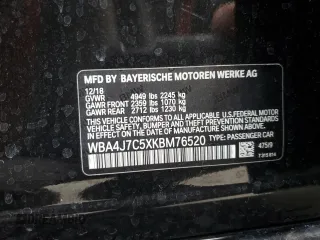 MFD BY BAYERISCHE MOTOREN WERKE AG
12/18
GVWR 4949 lbs 2245 kg
GAWR FRONT 2359 lbs 1070 kg
GAWR REAR 2712 lbs 1230 kg
THIS VEHICLE CONFORMS TO ALL APPLICABLE
U.S. FEDERAL MOTOR VEHICLE SAFETY, BUMPER,
AND THEFT PREVENTION STANDARDS IN EFFECT ON
THE DATE OF MANUFACTURE SHOWN ABOVE.
WBA4J7C5XKBM76520 TYPE: PASSENGER CAR
475/9